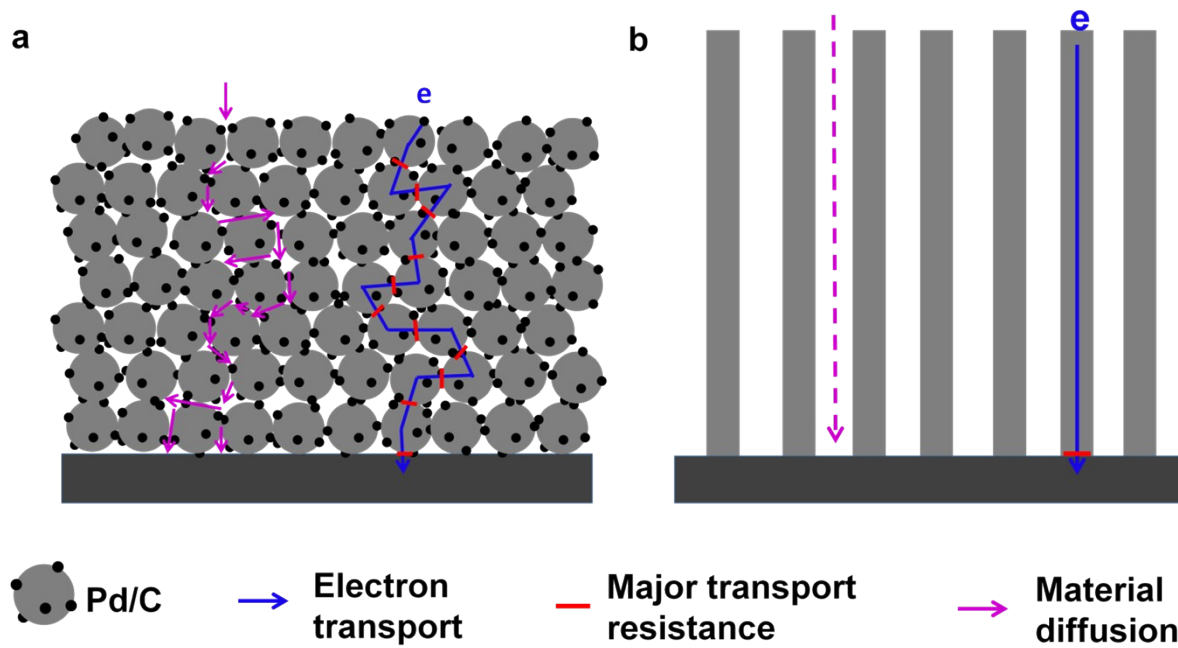 a
e
b
e
Pd/C
Electron
transport
Major transport
resistance
Material
diffusion